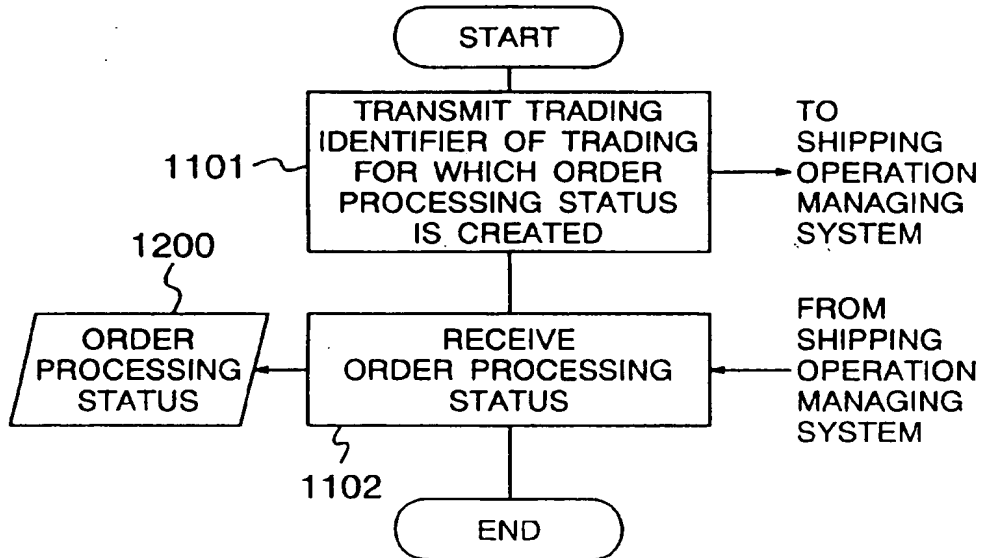 START
TRANSMIT TRADING
IDENTIFIER OF TRADING
FOR WHICH ORDER
PROCESSING STATUS
IS CREATED
1101
TO
SHIPPING
OPERATION
MANAGING
SYSTEM
1200
ORDER
PROCESSING
STATUS
RECEIVE
ORDER PROCESSING
STATUS
1102
FROM
SHIPPING
OPERATION
MANAGING
SYSTEM
END